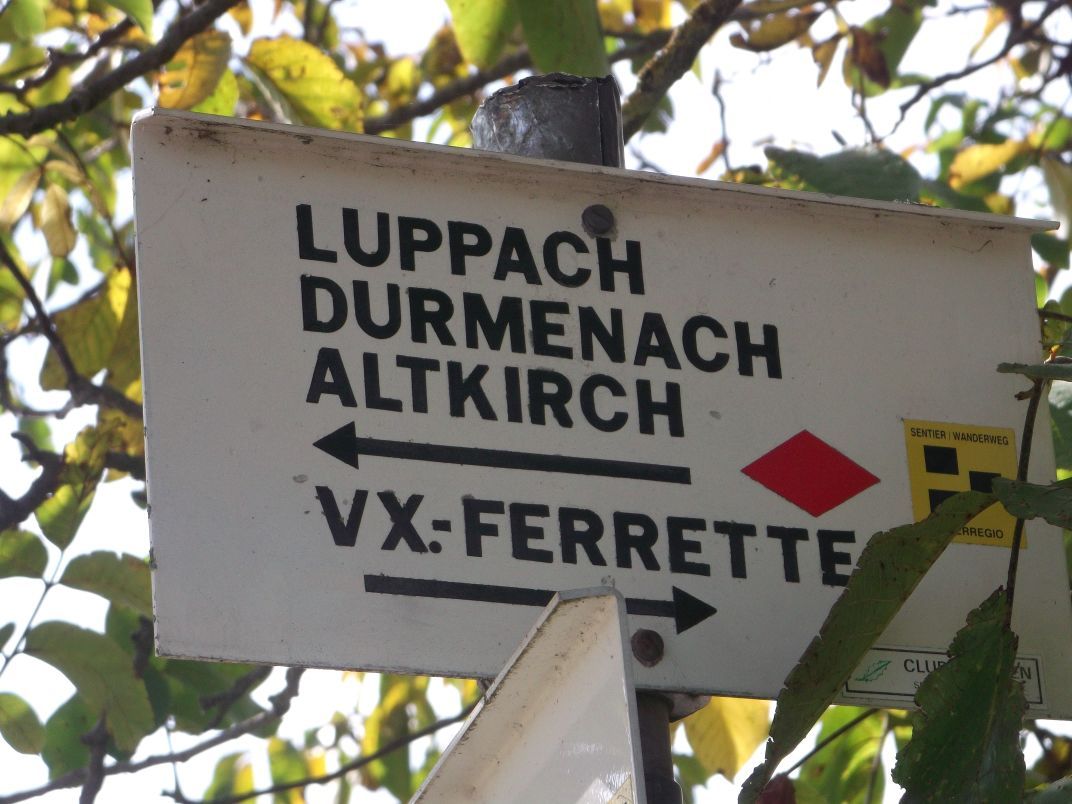 LUPPACH
DURMENACH
ALTKIRCH
VX.-FERRETTE
SENTIER / WANDERWEG